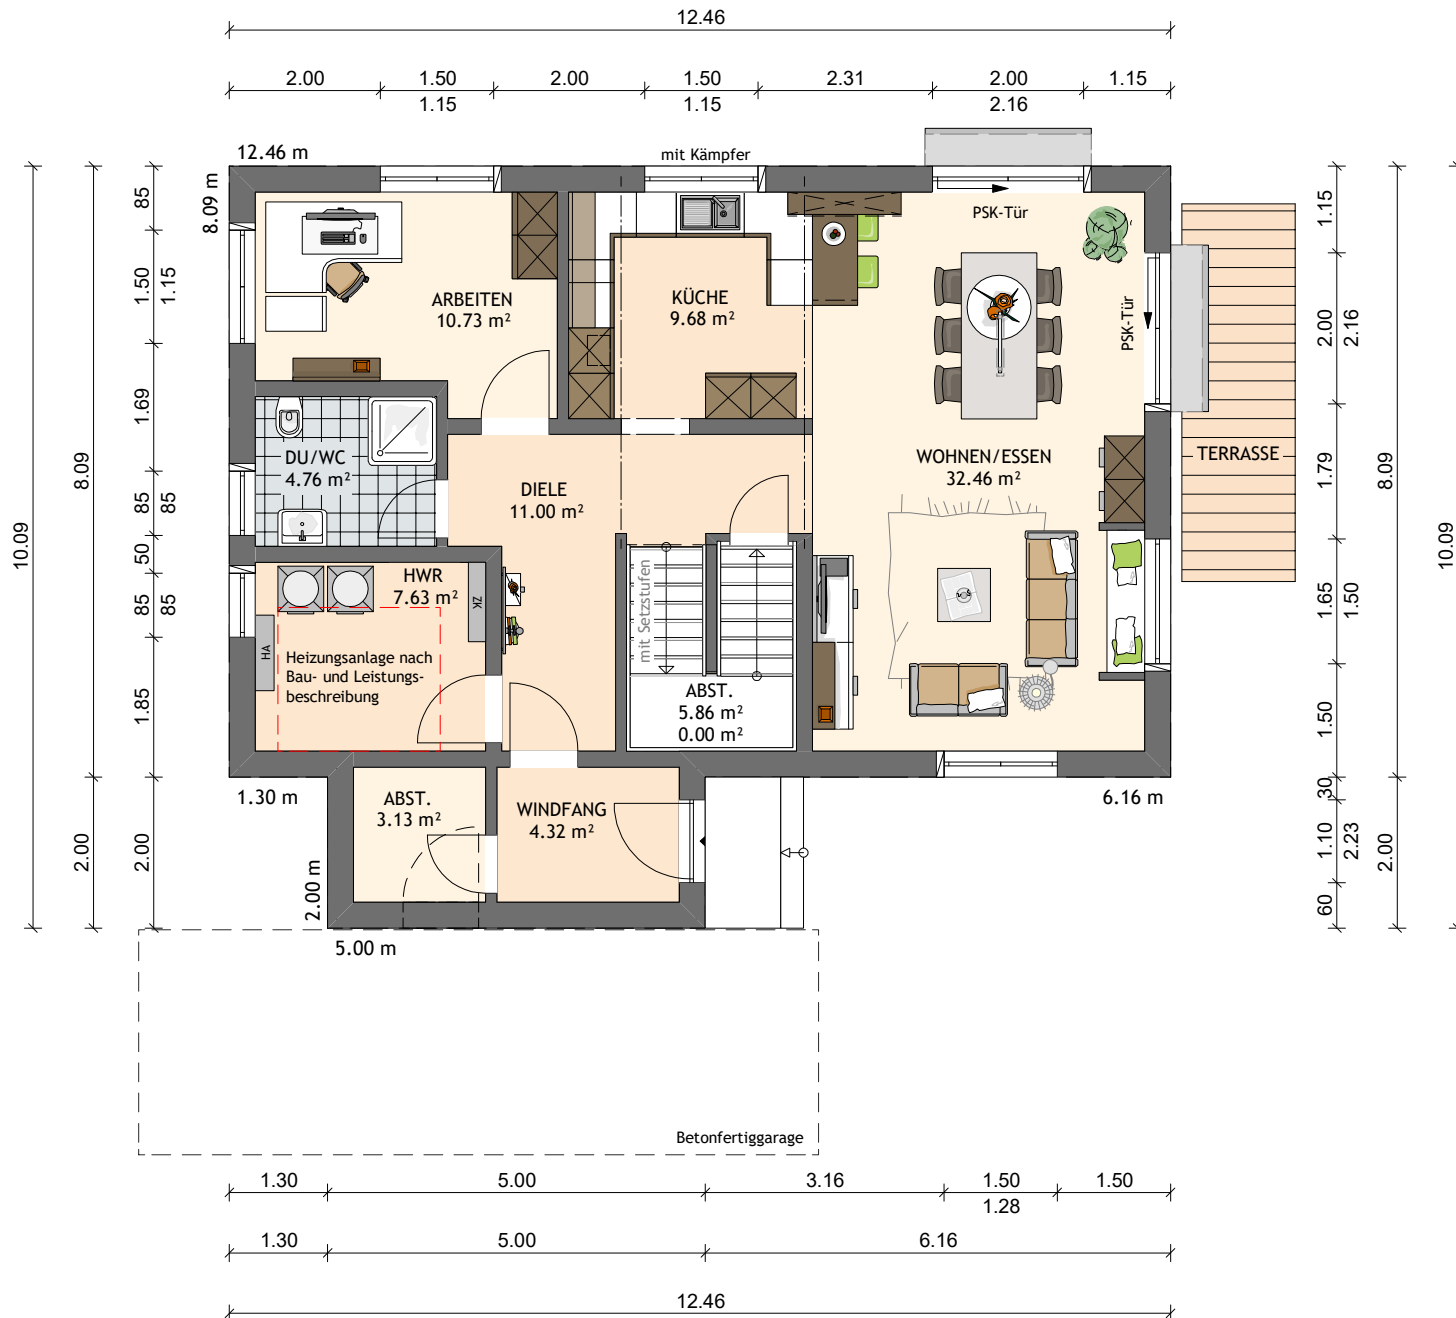 12.46
2.00 1.50 2.00 1.50 2.31 2.00 1.15
1.15 1.15 2.16
12.46 m
mit Kämpfer
8.09 m
PSK-Tür
PSK-Tür
ARBEITEN
10.73 m²
KÜCHE
9.68 m²
DU/WC
4.76 m²
DIELE
11.00 m²
WOHNEN/ESSEN
32.46 m²
TERRASSE
HWR
7.63 m²
ZK
HA
Heizungsanlage nach
Bau- und Leistungs-
beschreibung
mit Setzstufen
ABST.
5.86 m²
0.00 m²
ABST.
3.13 m²
WINDFANG
4.32 m²
1.30 m
6.16 m
2.00 m
5.00 m
Betonfertiggarage
10.09
8.09
2.00
85
1.50
1.15
1.69
85
85
50
85
85
1.85
2.00
1.15
2.00
2.16
1.79
1.65
1.50
1.50
30
1.10
2.23
60
8.09
2.00
10.09
1.30 5.00 3.16 1.50 1.50
1.28
1.30 5.00 6.16
12.46